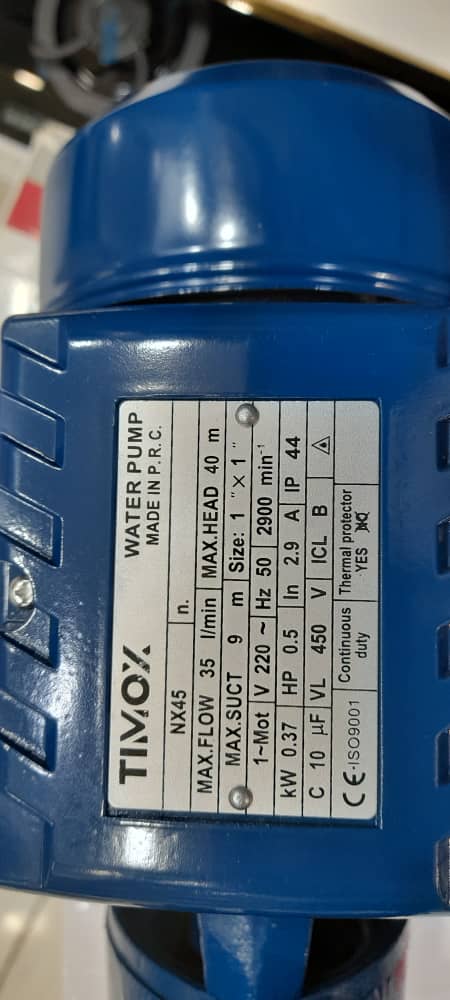 TIMOX WATER PUMP
MADE IN P.R.C.
NX45 n.
MAX.FLOW 35 l/min MAX.HEAD 40 m
MAX.SUCT 9 m Size: 1 "×1 "
1~Mot V 220 ~ Hz 50 2900 min⁻¹
kW 0.37 HP 0.5 In 2.9 A IP 44
C 10 µF VL 450 V ICL B
CE-ISO9001 Continuous duty Thermal protector YES NO